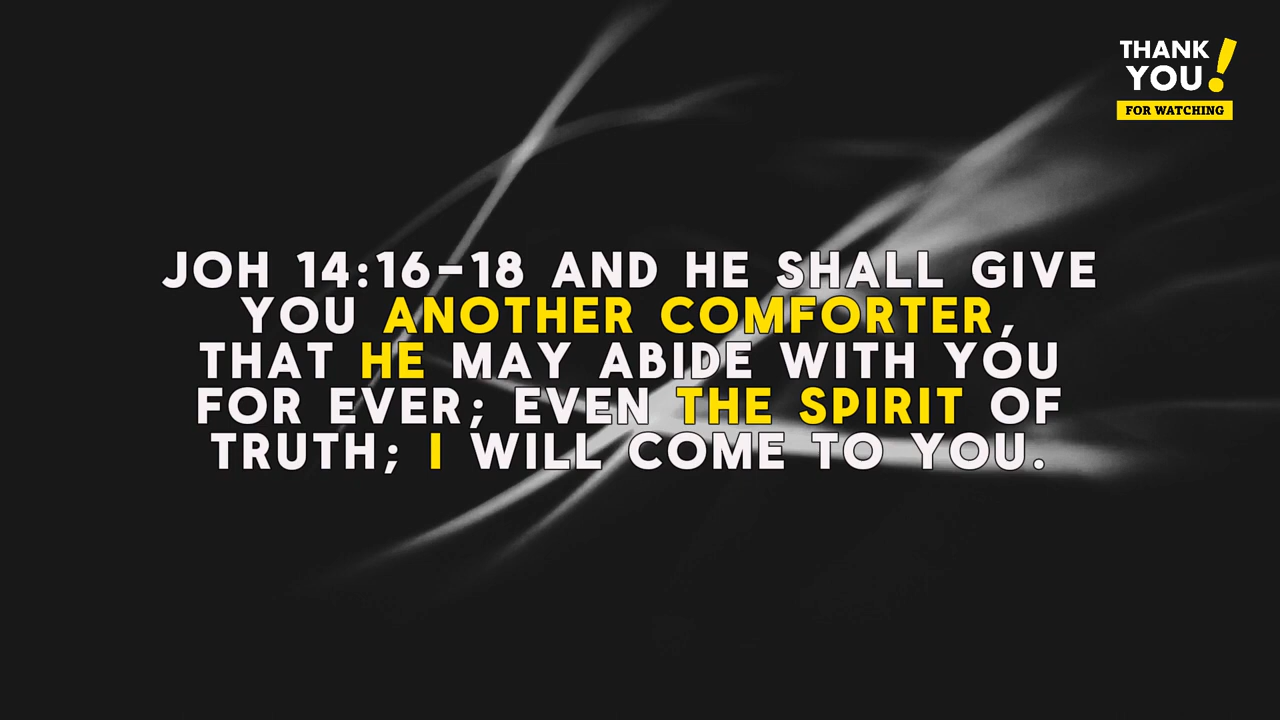 THANK
YOU!
FOR WATCHING
JOH 14:16-18 AND HE SHALL GIVE
YOU ANOTHER COMFORTER,
THAT HE MAY ABIDE WITH YOU
FOR EVER; EVEN THE SPIRIT OF
TRUTH; I WILL COME TO YOU.